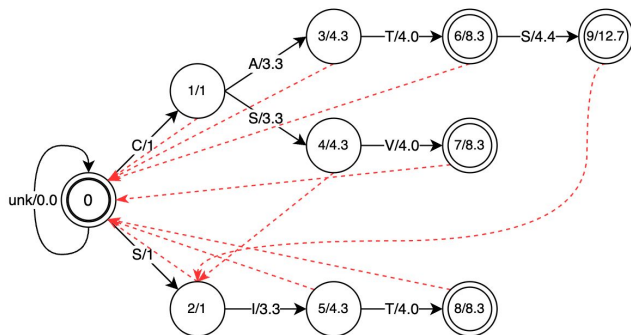 3/4.3 T/4.0 6/8.3 S/4.4 9/12.7
A/3.3
1/1
S/3.3
C/1 4/4.3 V/4.0 7/8.3
unk/0.0 0
S/1
2/1 I/3.3 5/4.3 T/4.0 8/8.3